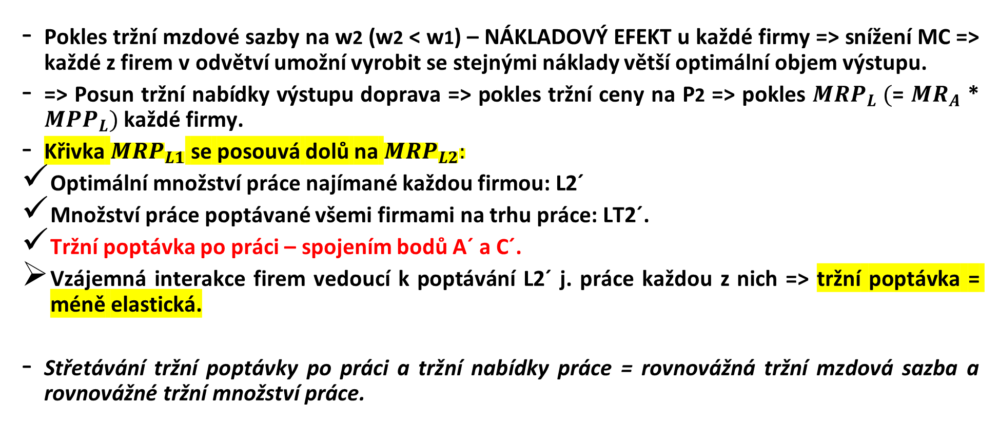 - Pokles tržní mzdové sazby na w2 (w2 < w1) – NÁKLADOVÝ EFEKT u každé firmy => snížení MC =>
každé z firem v odvětví umožní vyrobit se stejnými náklady větší optimální objem výstupu.
- => Posun tržní nabídky výstupu doprava => pokles tržní ceny na P2 => pokles MRP_L (= MR_A *
MPP_L) každé firmy.
- Křivka MRP_L1 se posouvá dolů na MRP_L2:
✓ Optimální množství práce najímané každou firmou: L2´
✓ Množství práce poptávané všemi firmami na trhu práce: LT2´.
✓ Tržní poptávka po práci – spojením bodů A´ a C´.
➢ Vzájemná interakce firem vedoucí k poptávání L2´ j. práce každou z nich => tržní poptávka =
méně elastická.
- Střetávání tržní poptávky po práci a tržní nabídky práce = rovnovážná tržní mzdová sazba a
rovnovážné tržní množství práce.